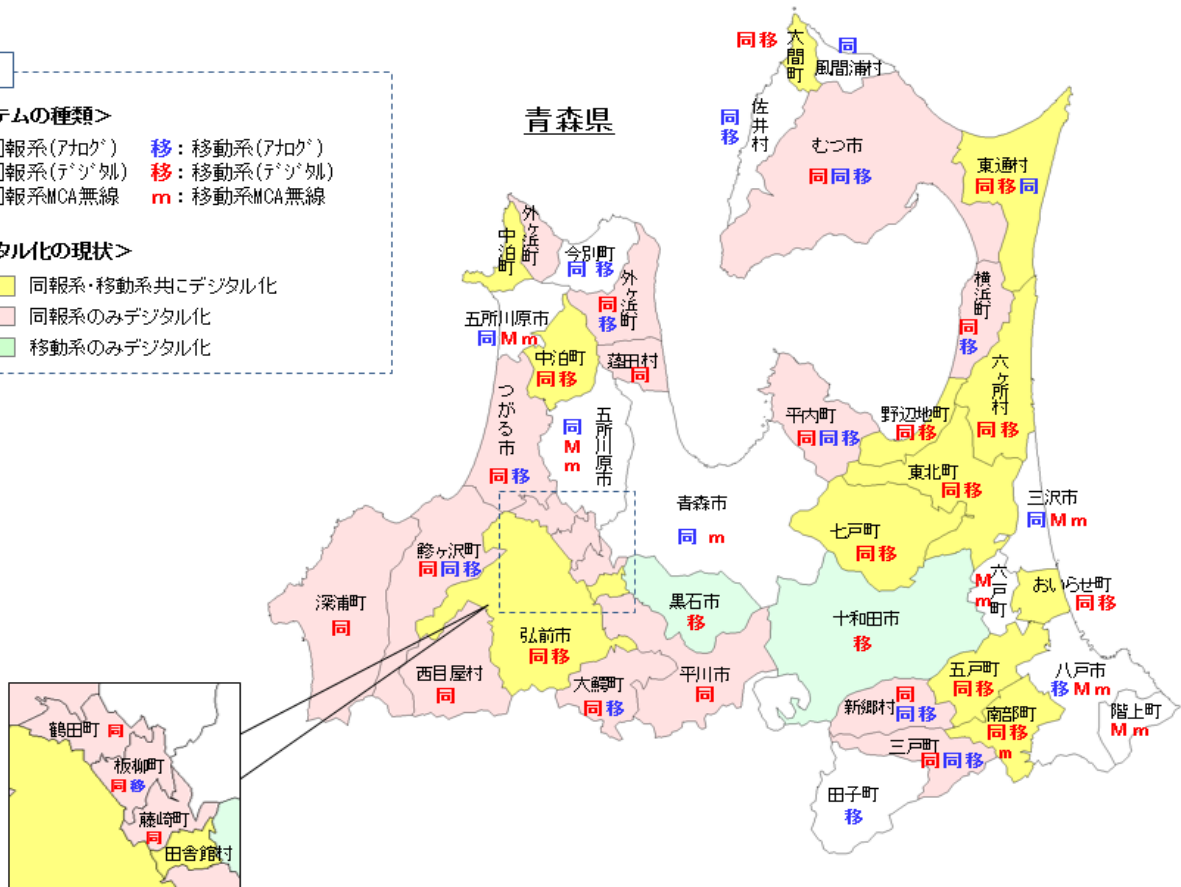 青森県
テムの種類＞
同報系(ｱﾅﾛｸﾞ) 移：移動系(ｱﾅﾛｸﾞ)
同報系(ﾃﾞｼﾞﾀﾙ) 移：移動系(ﾃﾞｼﾞﾀﾙ)
同報系MCA無線 m：移動系MCA無線
タル化の現状＞
同報系･移動系共にデジタル化
同報系のみデジタル化
移動系のみデジタル化
大間町
同移
風間浦村
同
佐井村
同移
むつ市
同同移
東通村
同移同
外ヶ浜町
中泊町
今別町
同移
外ヶ浜町
同移
横浜町
同移
五所川原市
同Mm
中泊町
同移
蓬田村
同
つがる市
同移
五所川原市
同Mm
平内町
同同移
野辺地町
同移
六ヶ所村
同移
東北町
同移
青森市
同 m
三沢市
同Mm
七戸町
同移
鰺ヶ沢町
同同移
深浦町
同
黒石市
移
十和田市
移
六戸町
Mm
おいらせ町
同移
弘前市
同移
西目屋村
同
大鰐町
同移
平川市
同
五戸町
同移
八戸市
移Mm
新郷村
同同移
南部町
同移m
階上町
Mm
三戸町
同同移
田子町
移
鶴田町 同
板柳町
同移
藤崎町
同
田舎館村